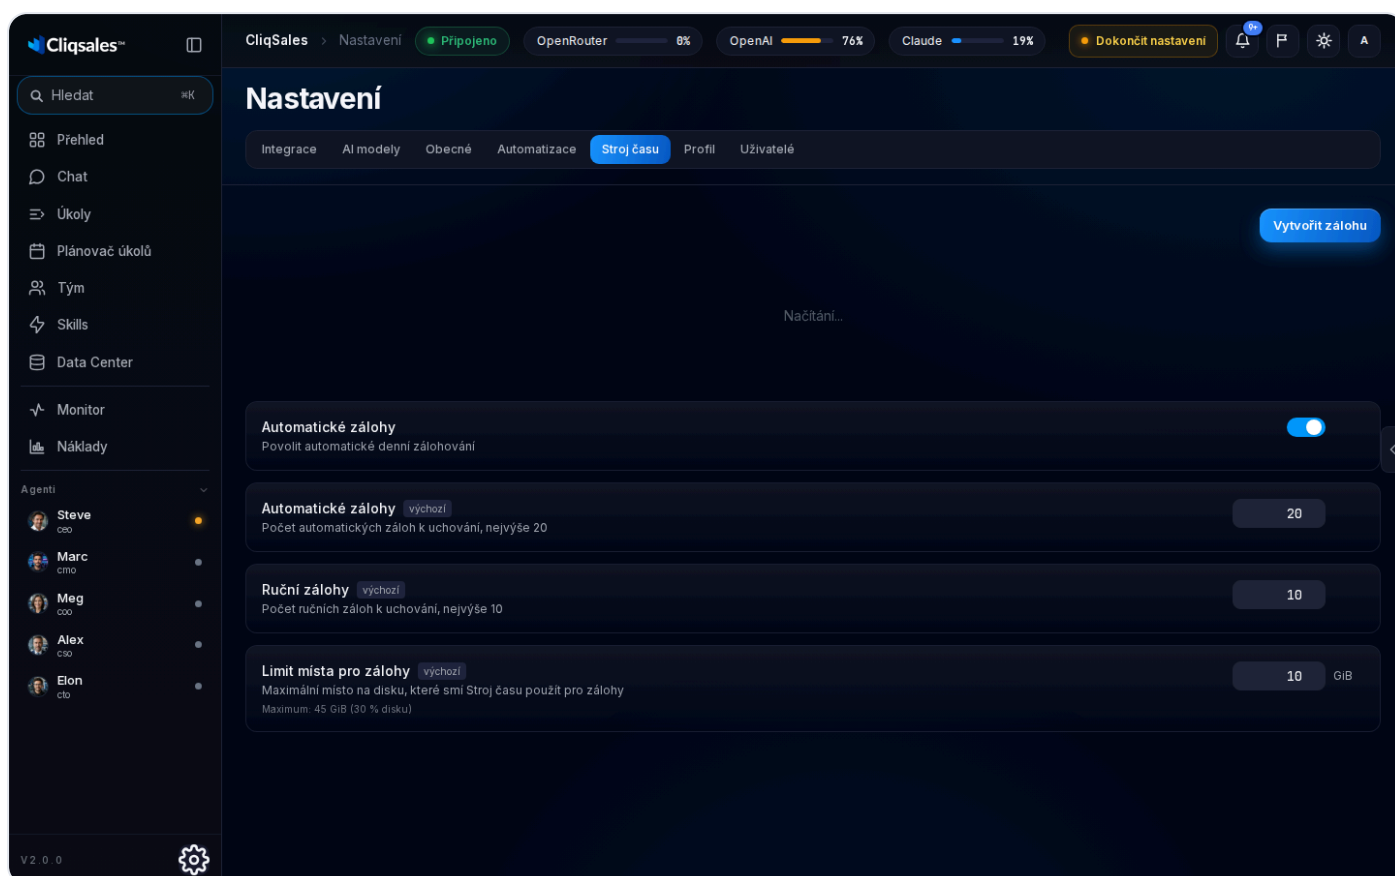 Cliqsales™
CliqSales > Nastavení
Připojeno
OpenRouter 0%
OpenAI 76%
Claude 19%
Dokončit nastavení
9+
A
Hledat ⌘K
Přehled
Chat
Úkoly
Plánovač úkolů
Tým
Skills
Data Center
Monitor
Náklady
Agenti
Steve
ceo
Marc
cmo
Meg
coo
Alex
cso
Elon
cto
V2.0.0
Nastavení
Integrace AI modely Obecné Automatizace Stroj času Profil Uživatelé
Vytvořit zálohu
Načítání...
Automatické zálohy
Povolit automatické denní zálohování
Automatické zálohy výchozí
Počet automatických záloh k uchování, nejvýše 20
20
Ruční zálohy výchozí
Počet ručních záloh k uchování, nejvýše 10
10
Limit místa pro zálohy výchozí
Maximální místo na disku, které smí Stroj času použít pro zálohy
Maximum: 45 GiB (30 % disku)
10 GiB